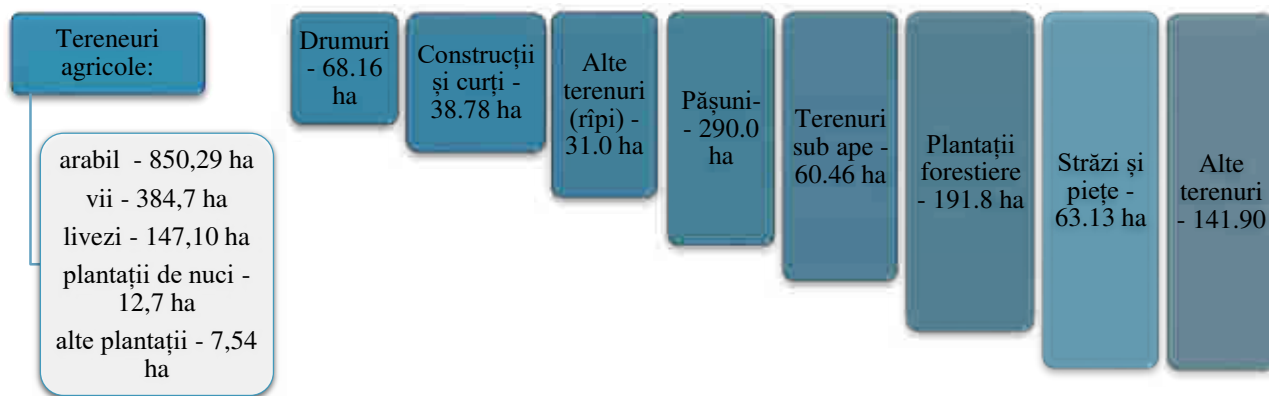 Tereneuri
agricole:
arabil - 850,29 ha
vii - 384,7 ha
livezi - 147,10 ha
plantații de nuci -
12,7 ha
alte plantații - 7,54
ha
Drumuri
- 68.16
ha
Construcții
și curți -
38.78 ha
Alte
terenuri
(rîpi) -
31.0 ha
Pășuni-
- 290.0
ha
Terenuri
sub ape -
60.46 ha
Plantații
forestiere
- 191.8 ha
Străzi și
piețe -
63.13 ha
Alte
terenuri
- 141.90